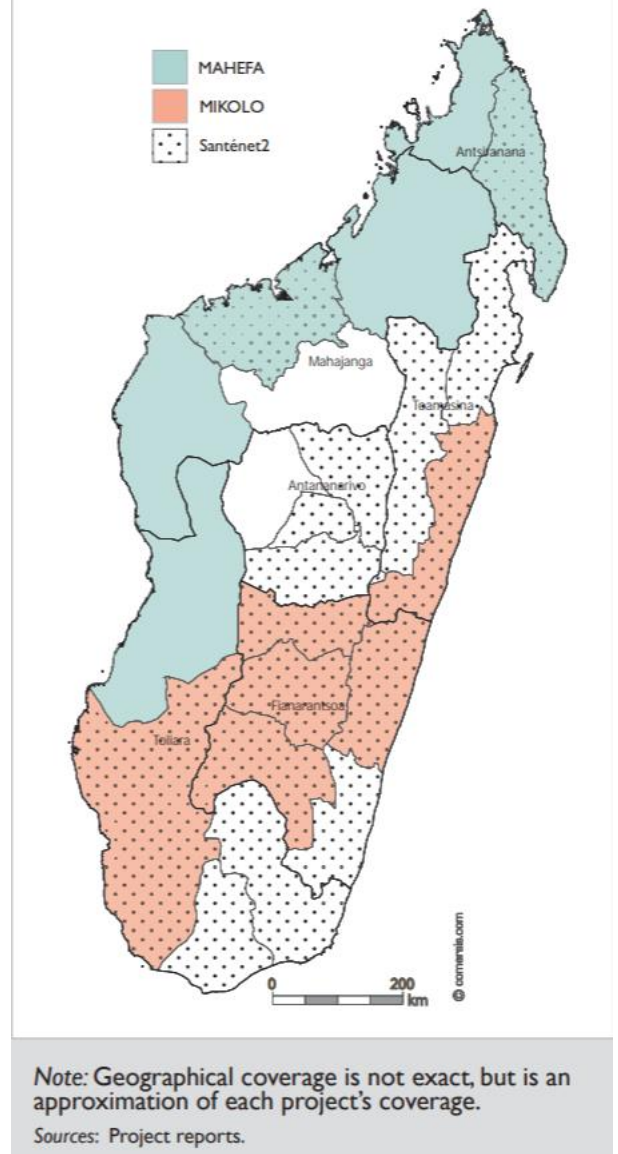 MAHEFA
MIKOLO
Santénet2
Antsiranana
Mahajanga
Toamasina
Antananarivo
Fianarantsoa
Toliara
0 200
km
© comersis.com
Note: Geographical coverage is not exact, but is an
approximation of each project's coverage.
Sources: Project reports.